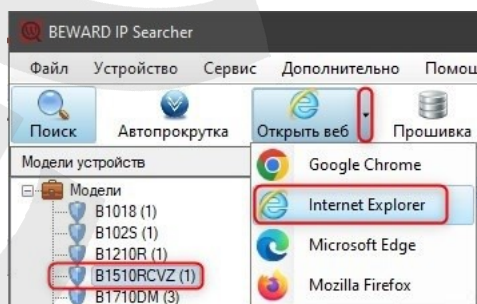 BEWARD IP Searcher
Файл Устройство Сервис Дополнительно Помощ
Поиск Автопрокрутка Открыть веб Прошивка
Модели устройств
Модели
B1018 (1)
B102S (1)
B1210R (1)
B1510RCVZ (1)
B1710DM (3)
Google Chrome
Internet Explorer
Microsoft Edge
Mozilla Firefox